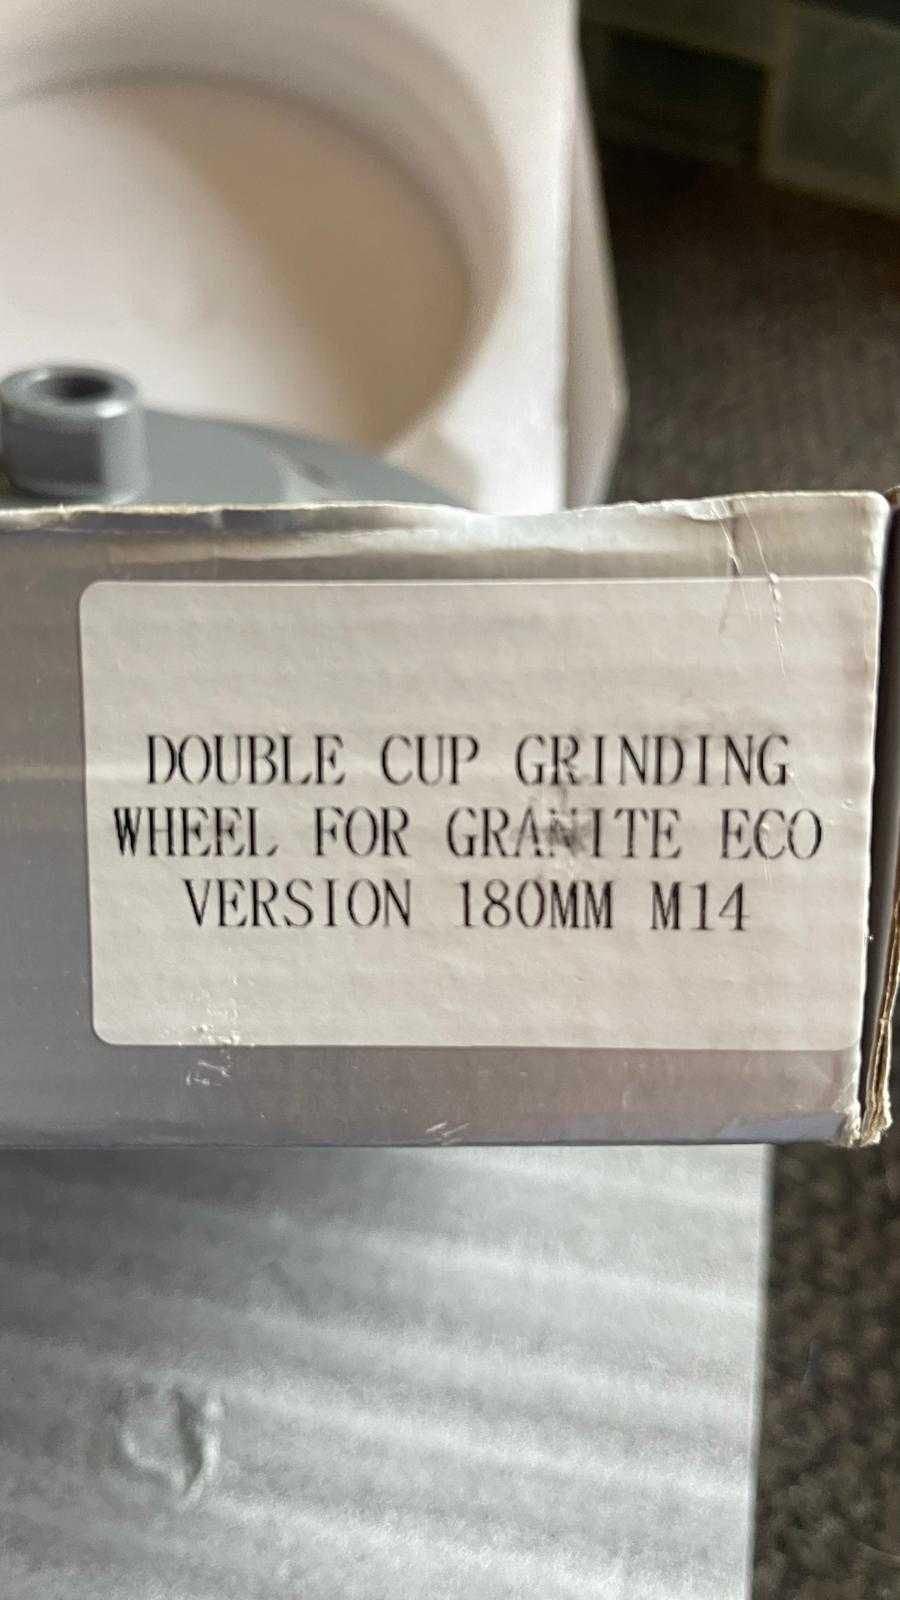 DOUBLE CUP GRINDING
WHEEL FOR GRANITE ECO
VERSION 180MM M14